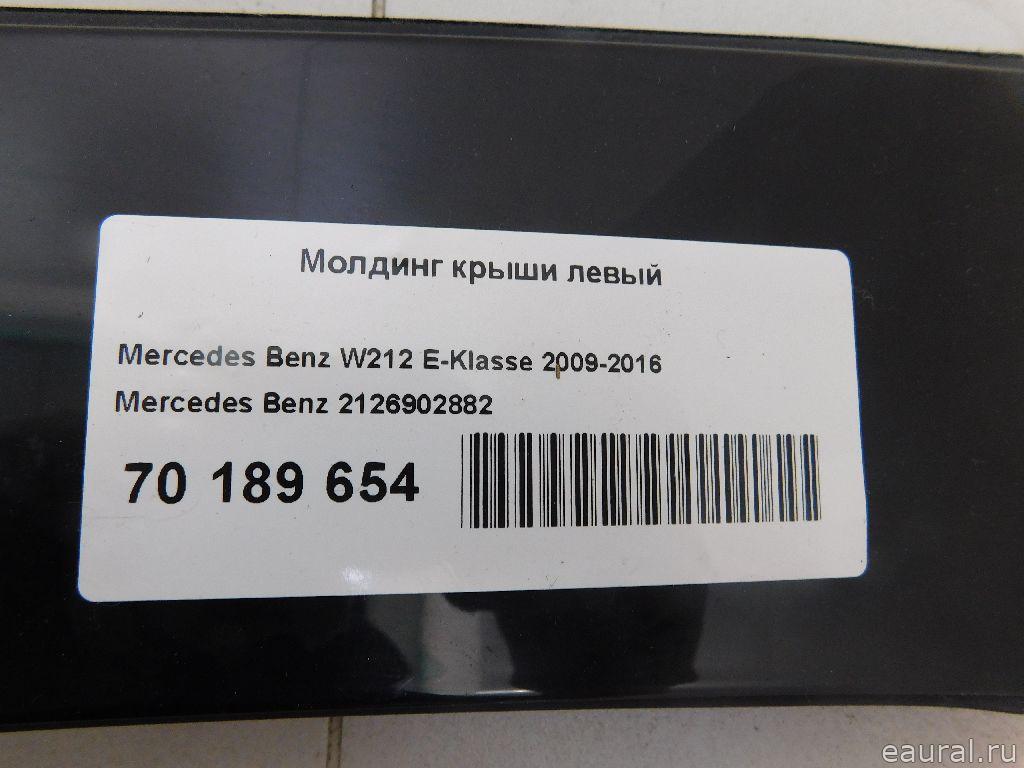 Молдинг крыши левый
Mercedes Benz W212 E-Klasse 2009-2016
Mercedes Benz 2126902882
70 189 654
eaural.ru